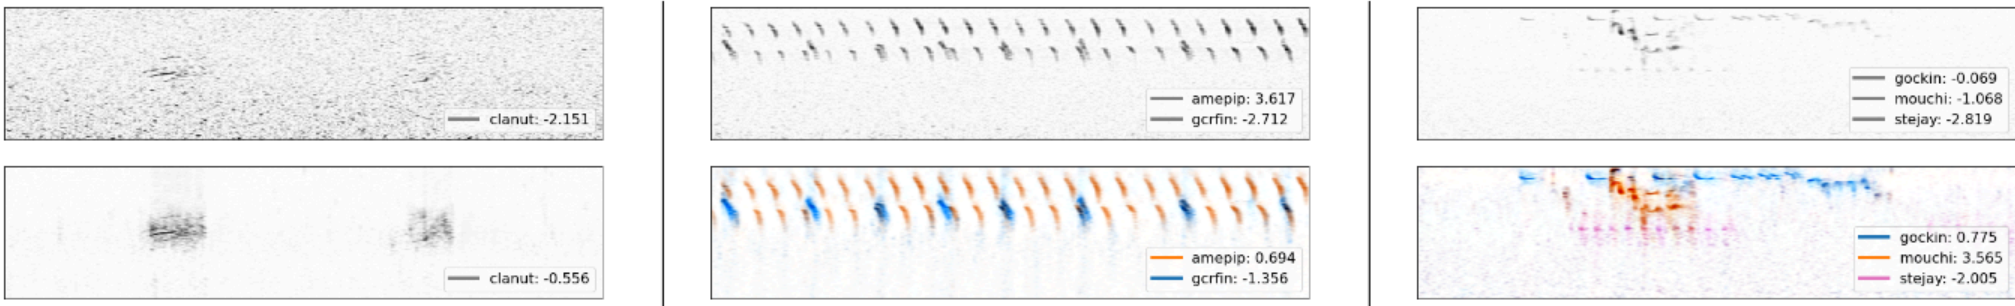 clanut: -2.151
amepip: 3.617
gcrfin: -2.712
gockin: -0.069
mouchi: -1.068
stejay: -2.819
clanut: -0.556
amepip: 0.694
gcrfin: -1.356
gockin: 0.775
mouchi: 3.565
stejay: -2.005